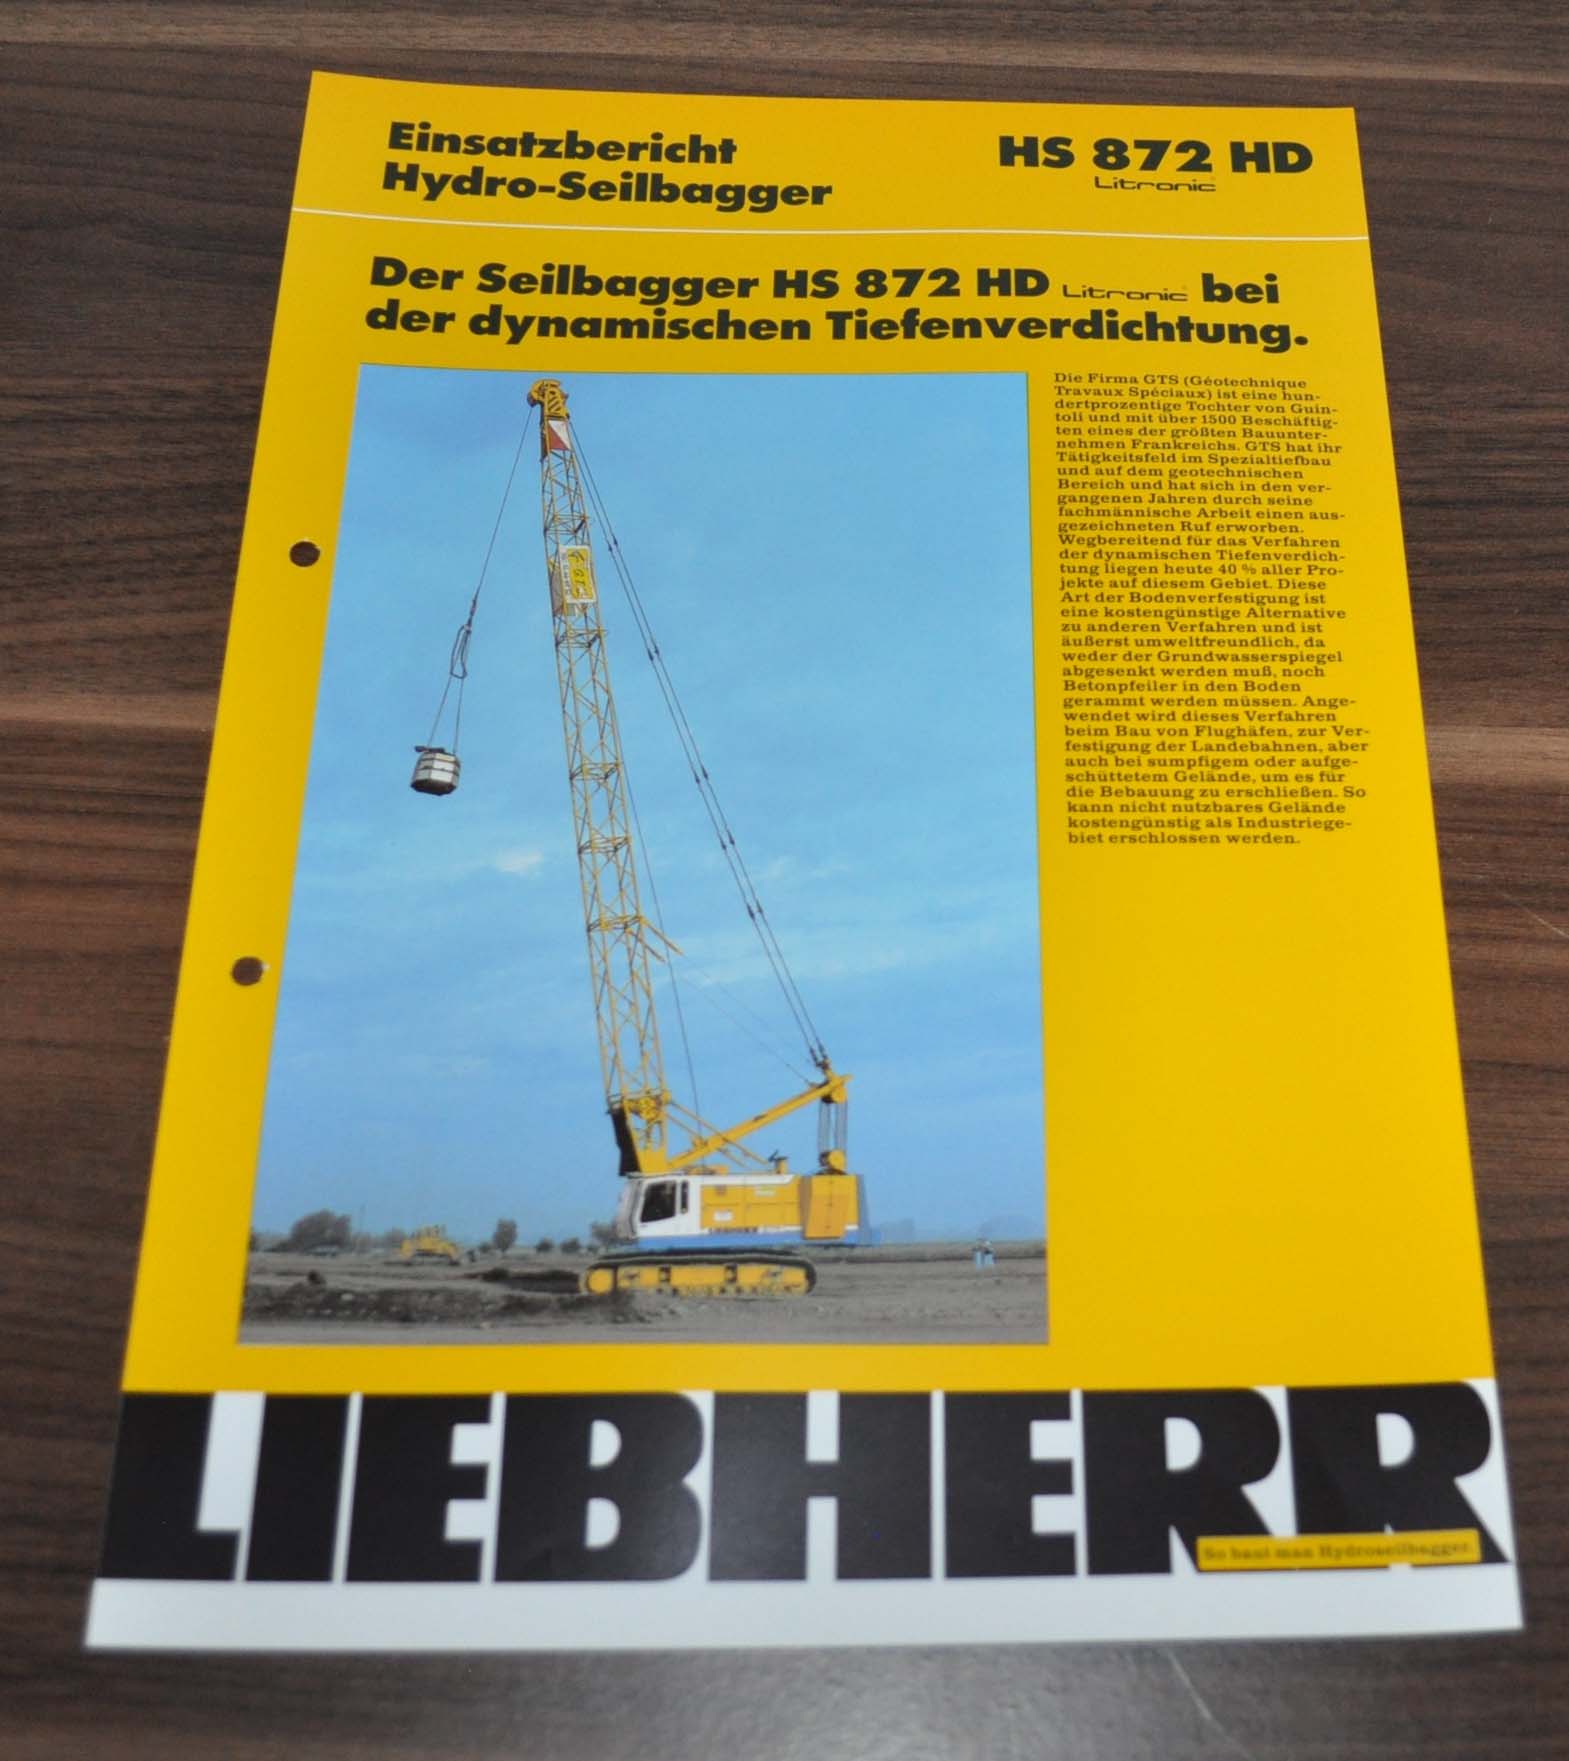 Einsatzbericht
Hydro-Seilbagger
HS 872 HD
Litronic®
Der Seilbagger HS 872 HD Litronic® bei
der dynamischen Tiefenverdichtung.
Die Firma GTS (Géotechnique
Travaux Spéciaux) ist eine hun-
dertprozentige Tochter von Guin-
toli und mit über 1500 Beschäftig-
ten eines der größten Bauunter-
nehmen Frankreichs. GTS hat ihr
Tätigkeitsfeld im Spezialtiefbau
und auf dem geotechnischen
Bereich und hat sich in den ver-
gangenen Jahren durch seine
fachmännische Arbeit einen aus-
gezeichneten Ruf erworben.
Wegbereitend für das Verfahren
der dynamischen Tiefenverdich-
tung liegen heute 40 % aller Pro-
jekte auf diesem Gebiet. Diese
Art der Bodenverfestigung ist
eine kostengünstige Alternative
zu anderen Verfahren und ist
äußerst umweltfreundlich, da
weder der Grundwasserspiegel
abgesenkt werden muß, noch
Betonpfeiler in den Boden
gerammt werden müssen. Ange-
wendet wird dieses Verfahren
beim Bau von Flughäfen, zur Ver-
festigung der Landebahnen, aber
auch bei sumpfigem oder aufge-
schüttetem Gelände, um es für
die Bebauung zu erschließen. So
kann nicht nutzbares Gelände
kostengünstig als Industriege-
biet erschlossen werden.
LIEBHERR
LIEBHERR
So baut man Hydroseilbagger.